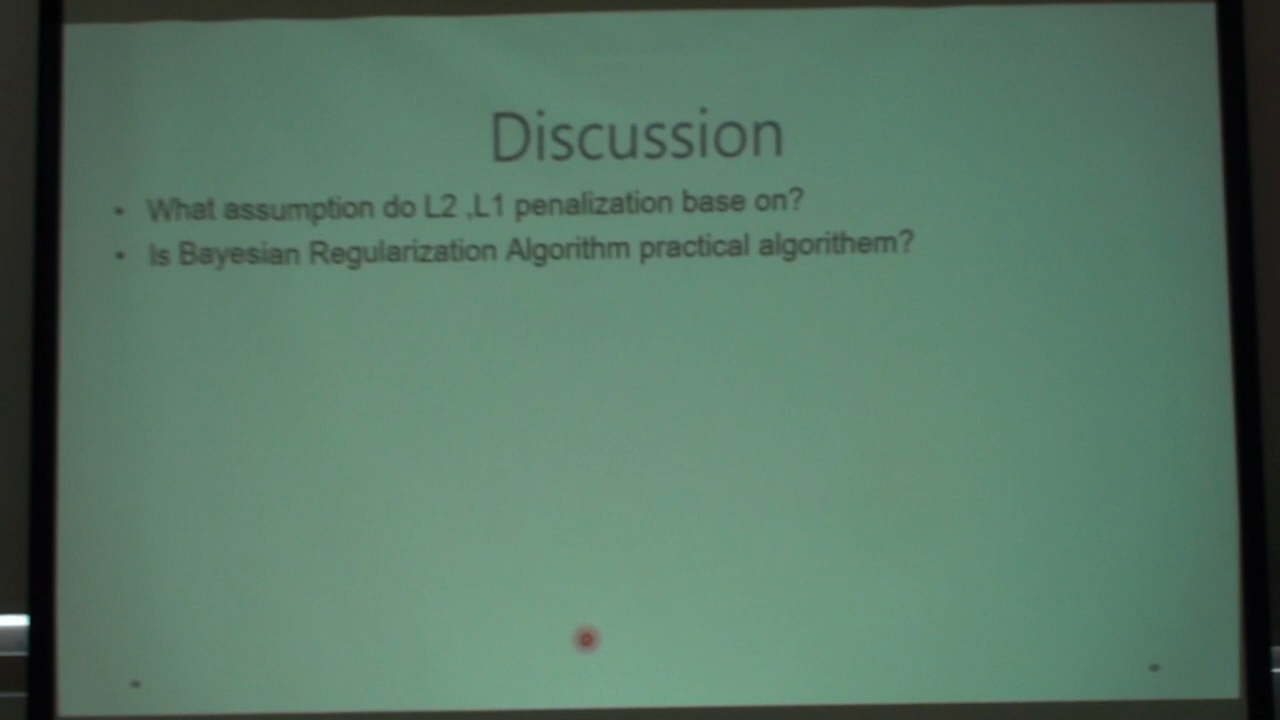 Discussion
• What assumption do L2 ,L1 penalization base on?
• Is Bayesian Regularization Algorithm practical algorithem?